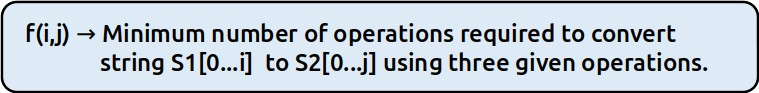 f(i,j) → Minimum number of operations required to convert
string S1[0...i] to S2[0...j] using three given operations.